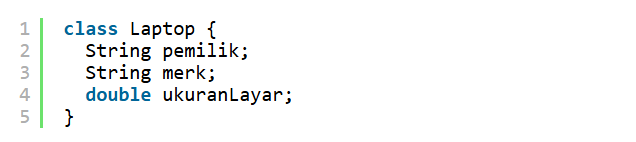 1 class Laptop {
2   String pemilik;
3   String merk;
4   double ukuranLayar;
5 }